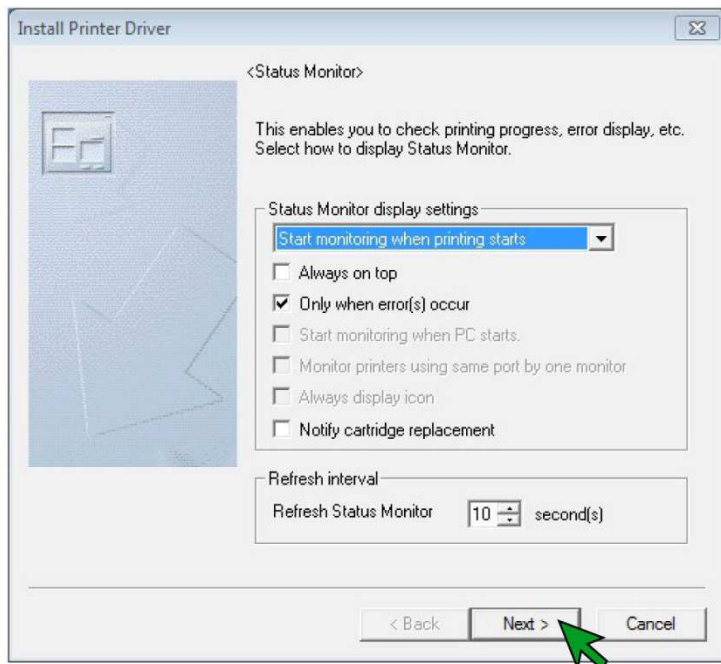 Install Printer Driver
<Status Monitor>
This enables you to check printing progress, error display, etc.
Select how to display Status Monitor.
Status Monitor display settings
Start monitoring when printing starts
Always on top
Only when error(s) occur
Start monitoring when PC starts.
Monitor printers using same port by one monitor
Always display icon
Notify cartridge replacement
Refresh interval
Refresh Status Monitor 10 second(s)
< Back Next > Cancel